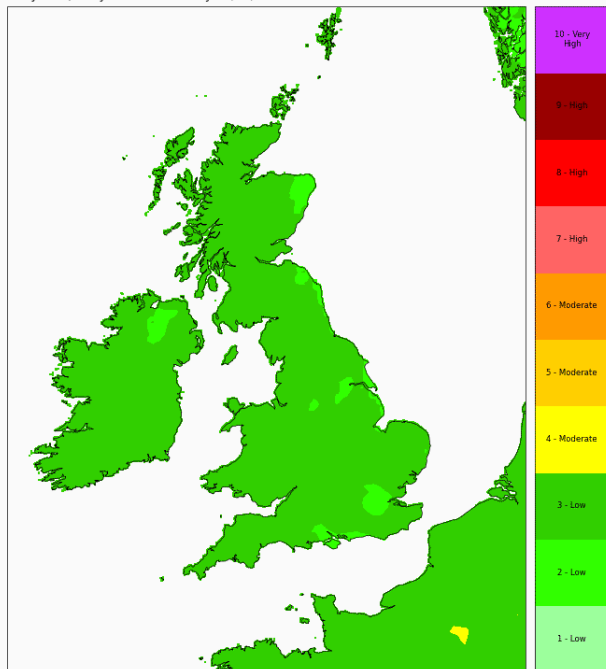 10 - Very
High
9 - High
8 - High
7 - High
6 - Moderate
5 - Moderate
4 - Moderate
3 - Low
2 - Low
1 - Low